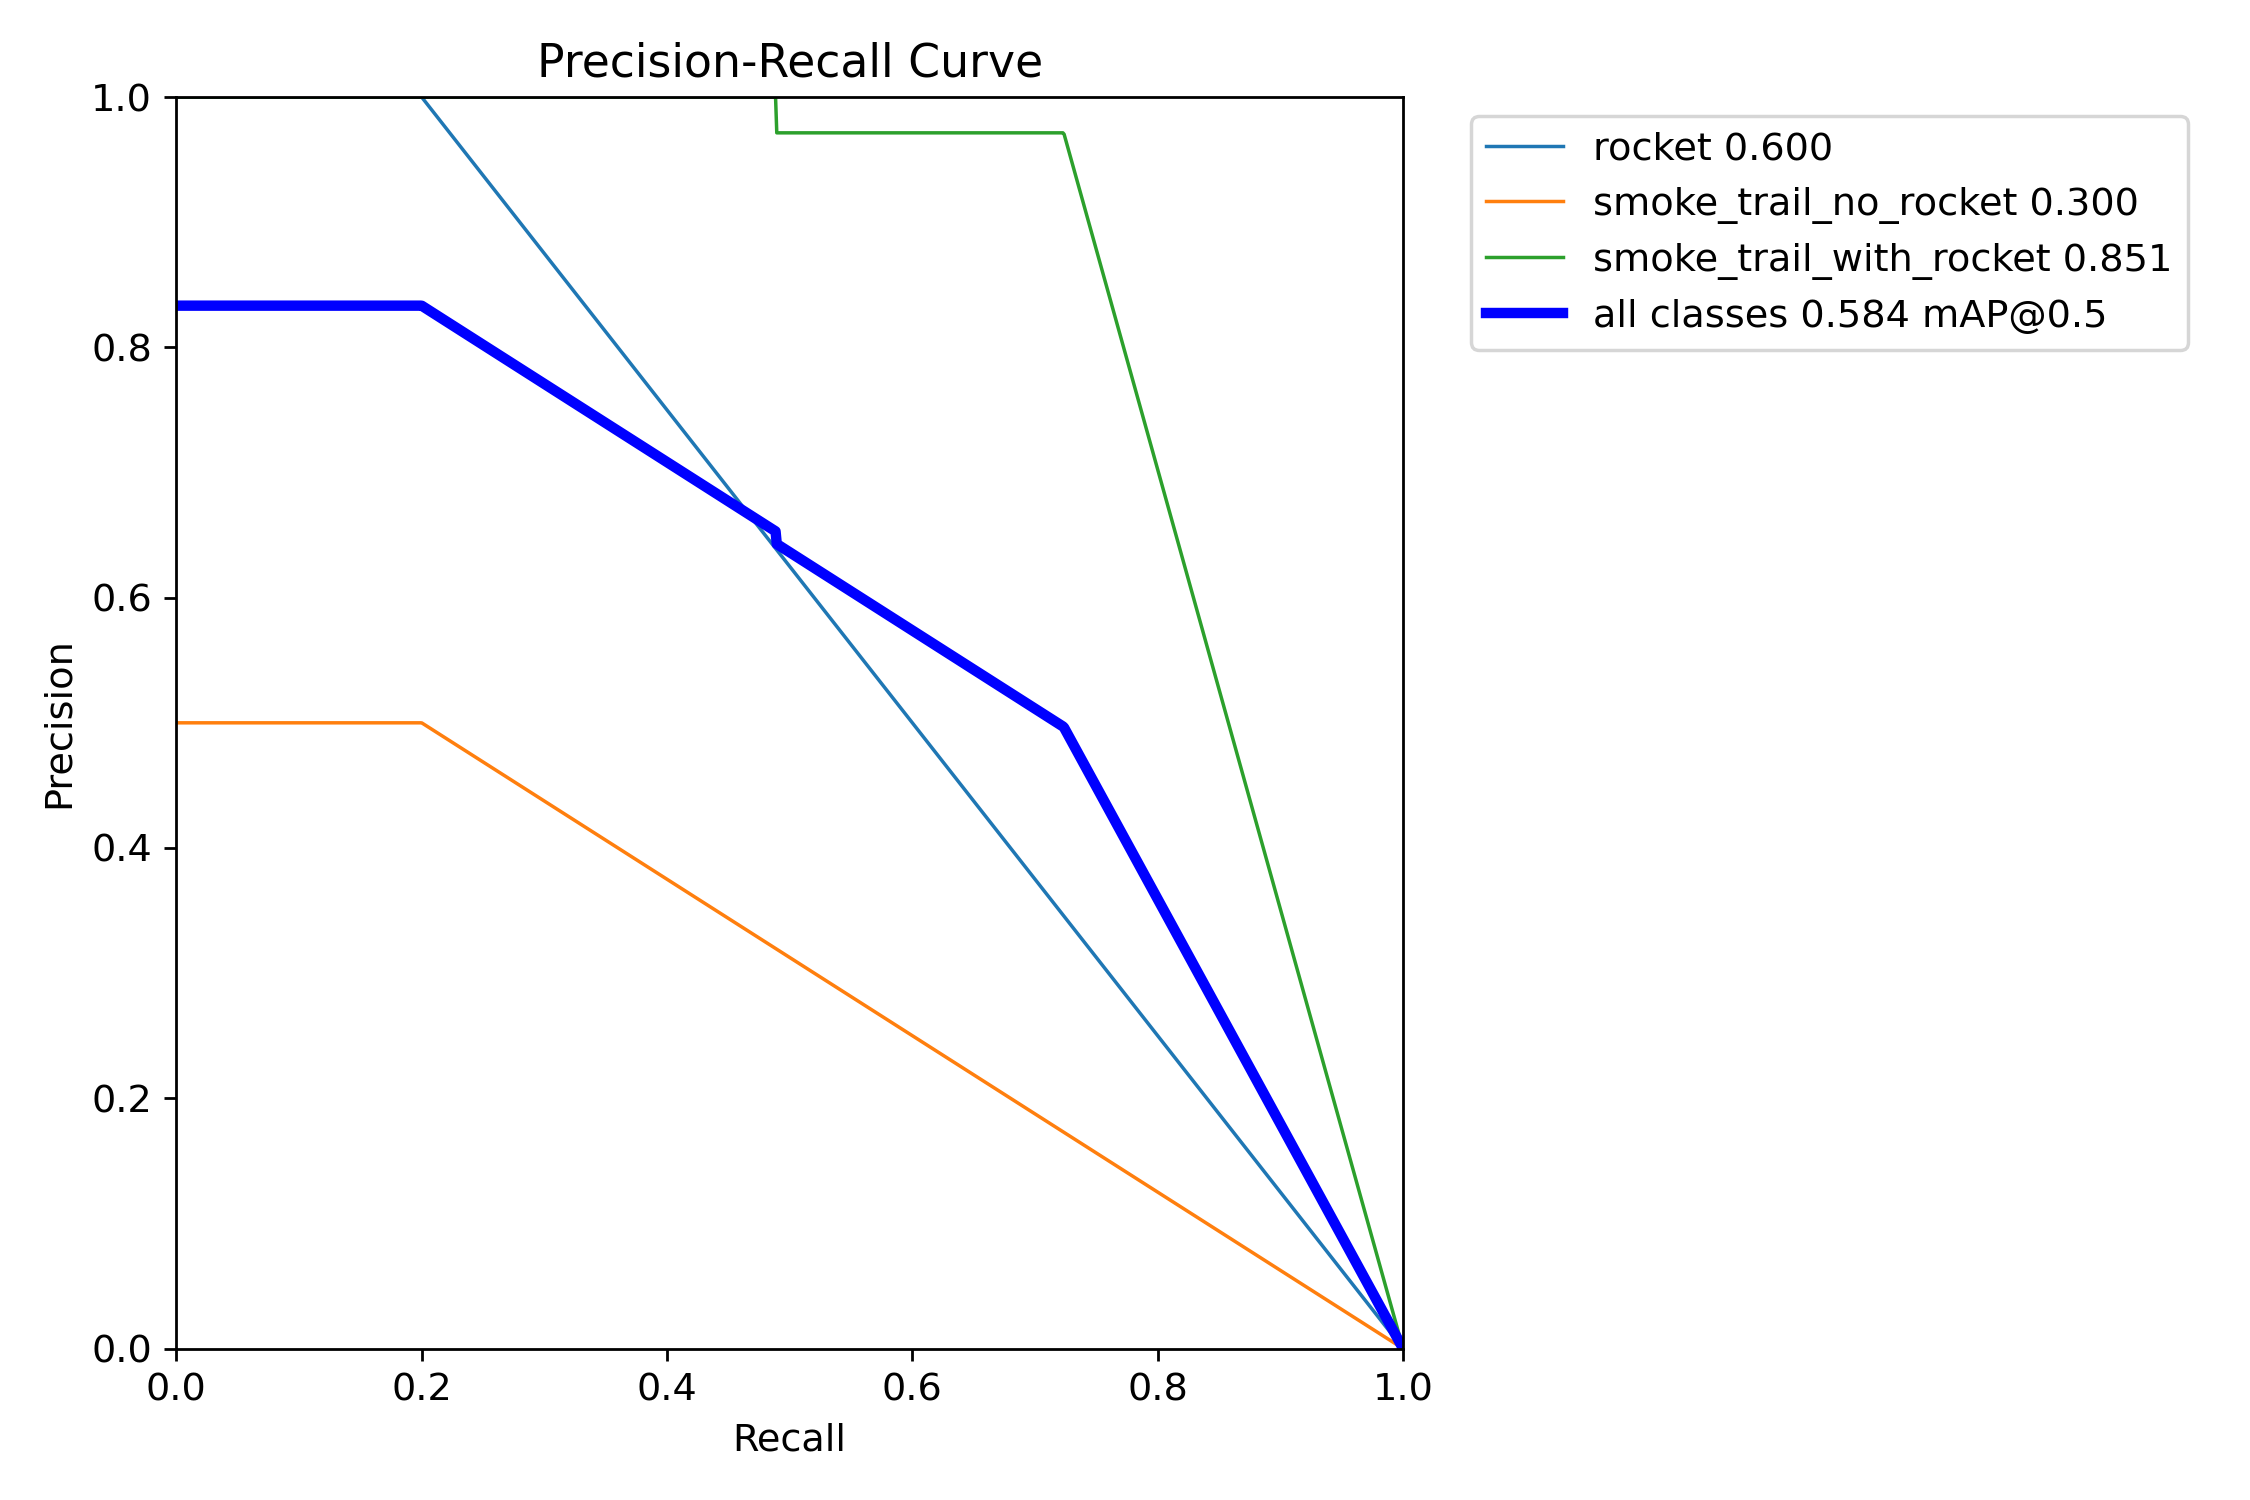 Precision-Recall Curve
1.0
0.8
0.6
0.4
0.2
0.0
Precision
0.0 0.2 0.4 0.6 0.8 1.0
Recall
rocket 0.600
smoke_trail_no_rocket 0.300
smoke_trail_with_rocket 0.851
all classes 0.584 mAP@0.5